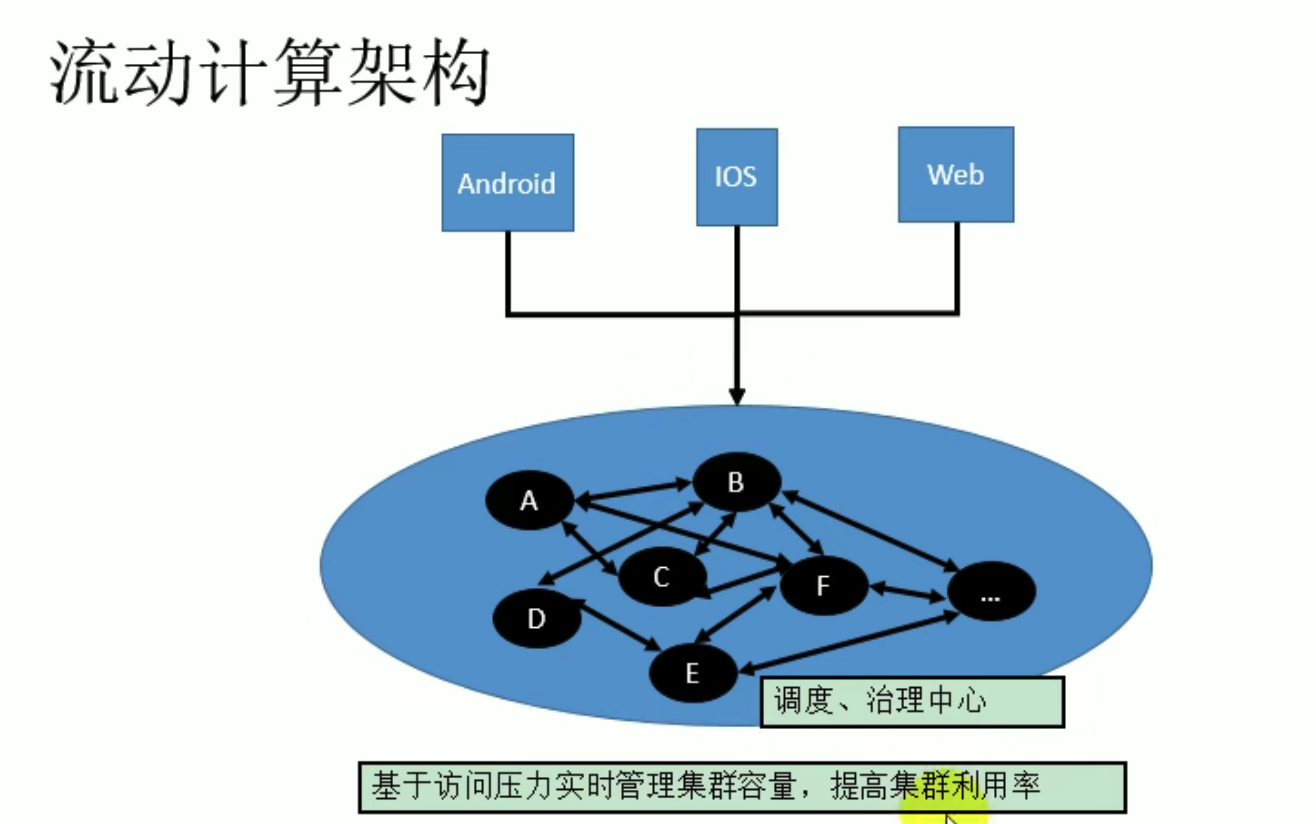 流动计算架构
Android
IOS
Web
A
B
C
F
...
D
E
调度、治理中心
基于访问压力实时管理集群容量，提高集群利用率